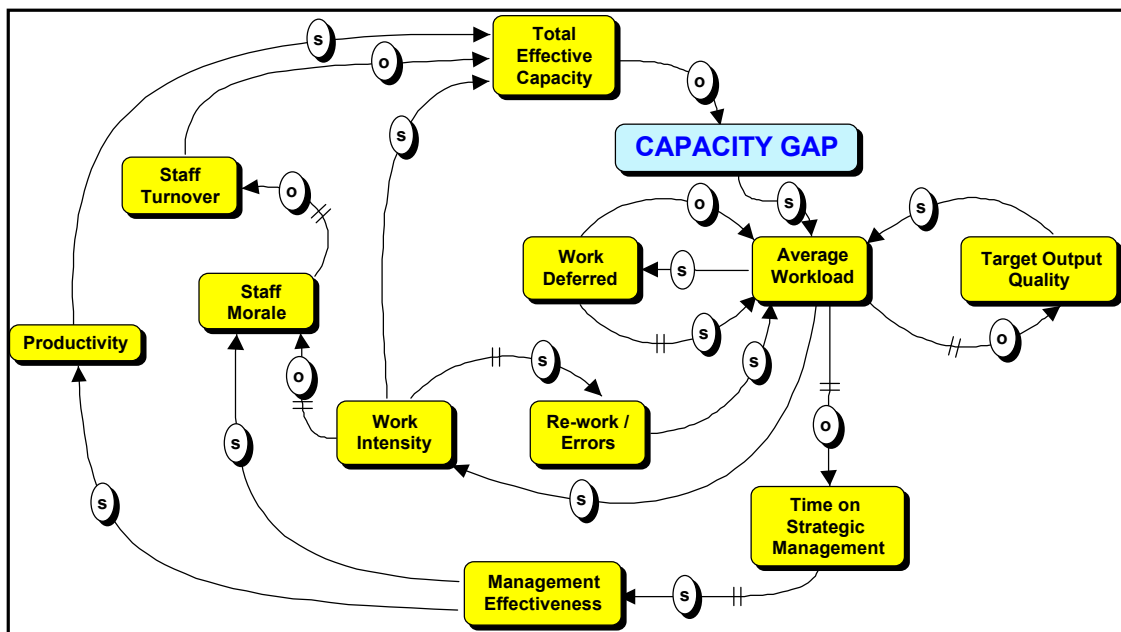 Total
Effective
Capacity
s
o
o
s
CAPACITY GAP
Staff
Turnover
o
s
s
o
Work
Deferred
s
Average
Workload
Target Output
Quality
Staff
Morale
Productivity
s
o
s
s
o
Work
Intensity
Re-work /
Errors
o
s
s
s
Time on
Strategic
Management
Management
Effectiveness
s